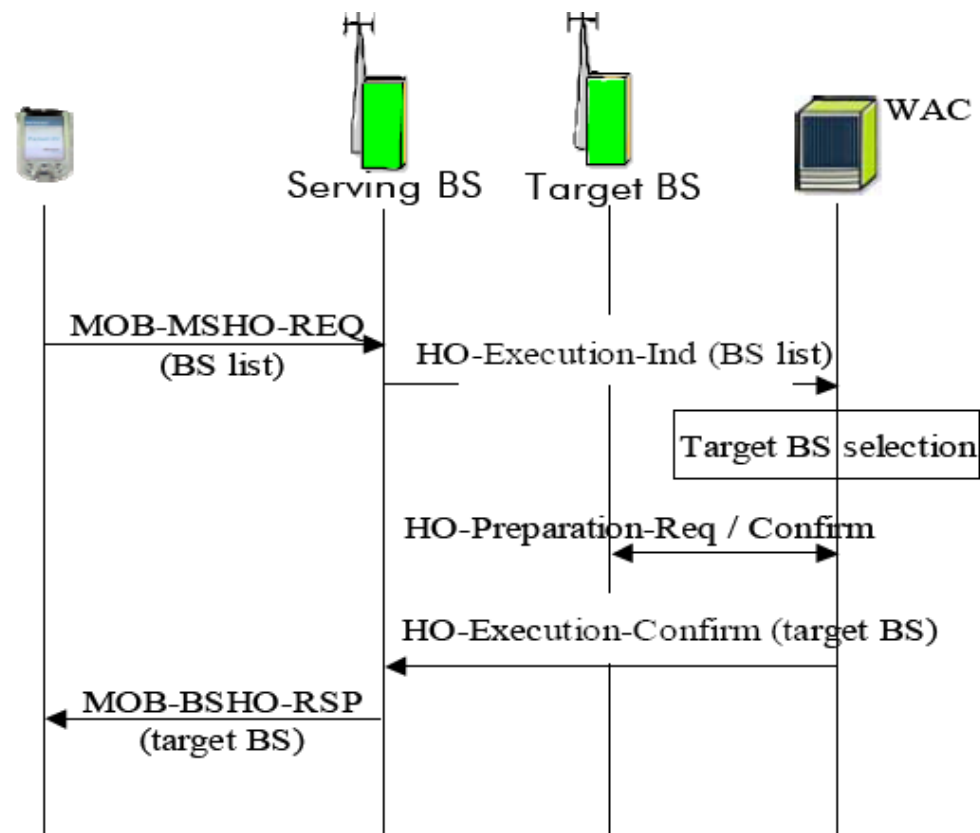 WAC
Serving BS
Target BS
MOB-MSHO-REQ
(BS list)
HO-Execution-Ind (BS list)
Target BS selection
HO-Preparation-Req / Confirm
HO-Execution-Confirm (target BS)
MOB-BSHO-RSP
(target BS)